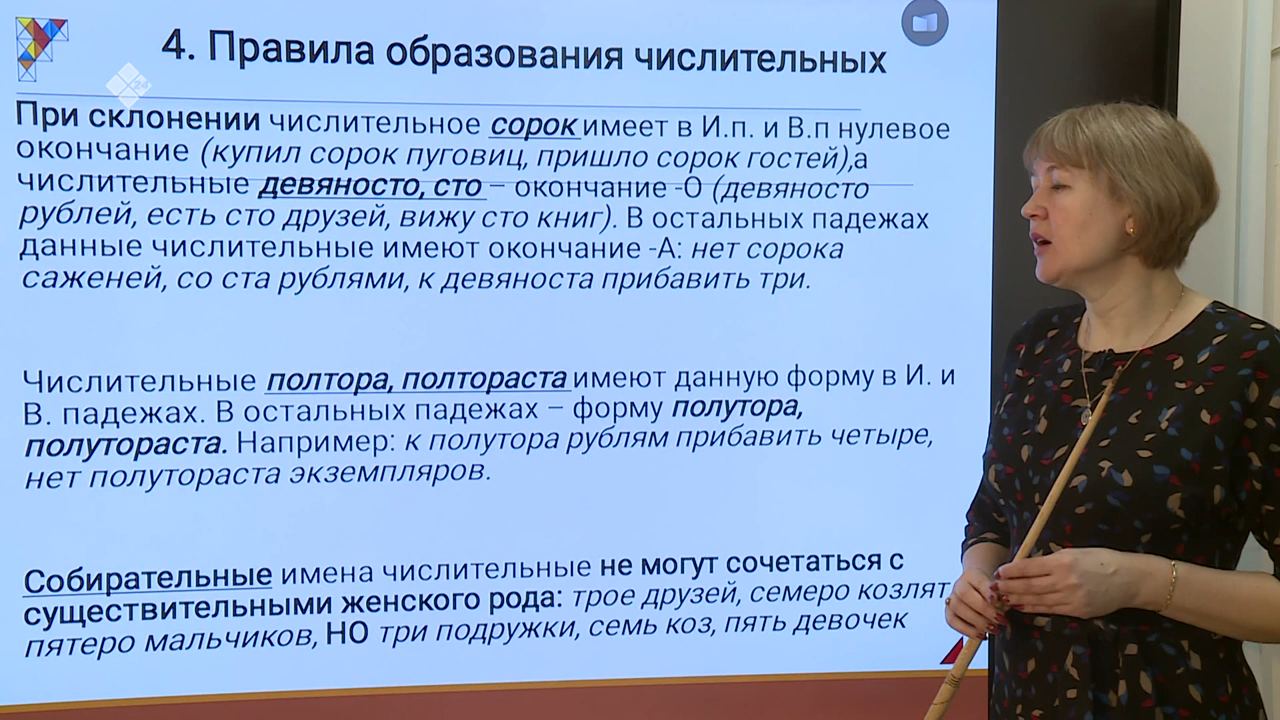 4. Правила образования числительных
При склонении числительное сорок имеет в И.п. и В.п нулевое
окончание (купил сорок пуговиц, пришло сорок гостей),а
числительные девяносто, сто – окончание -О (девяносто
рублей, есть сто друзей, вижу сто книг). В остальных падежах
данные числительные имеют окончание -А: нет сорока
саженей, со ста рублями, к девяноста прибавить три.
Числительные полтора, полтораста имеют данную форму в И. и
В. падежах. В остальных падежах – форму полутора,
полутораста. Например: к полутора рублям прибавить четыре,
нет полутораста экземпляров.
Собирательные имена числительные не могут сочетаться с
существительными женского рода: трое друзей, семеро козлят,
пятеро мальчиков, НО три подружки, семь коз, пять девочек